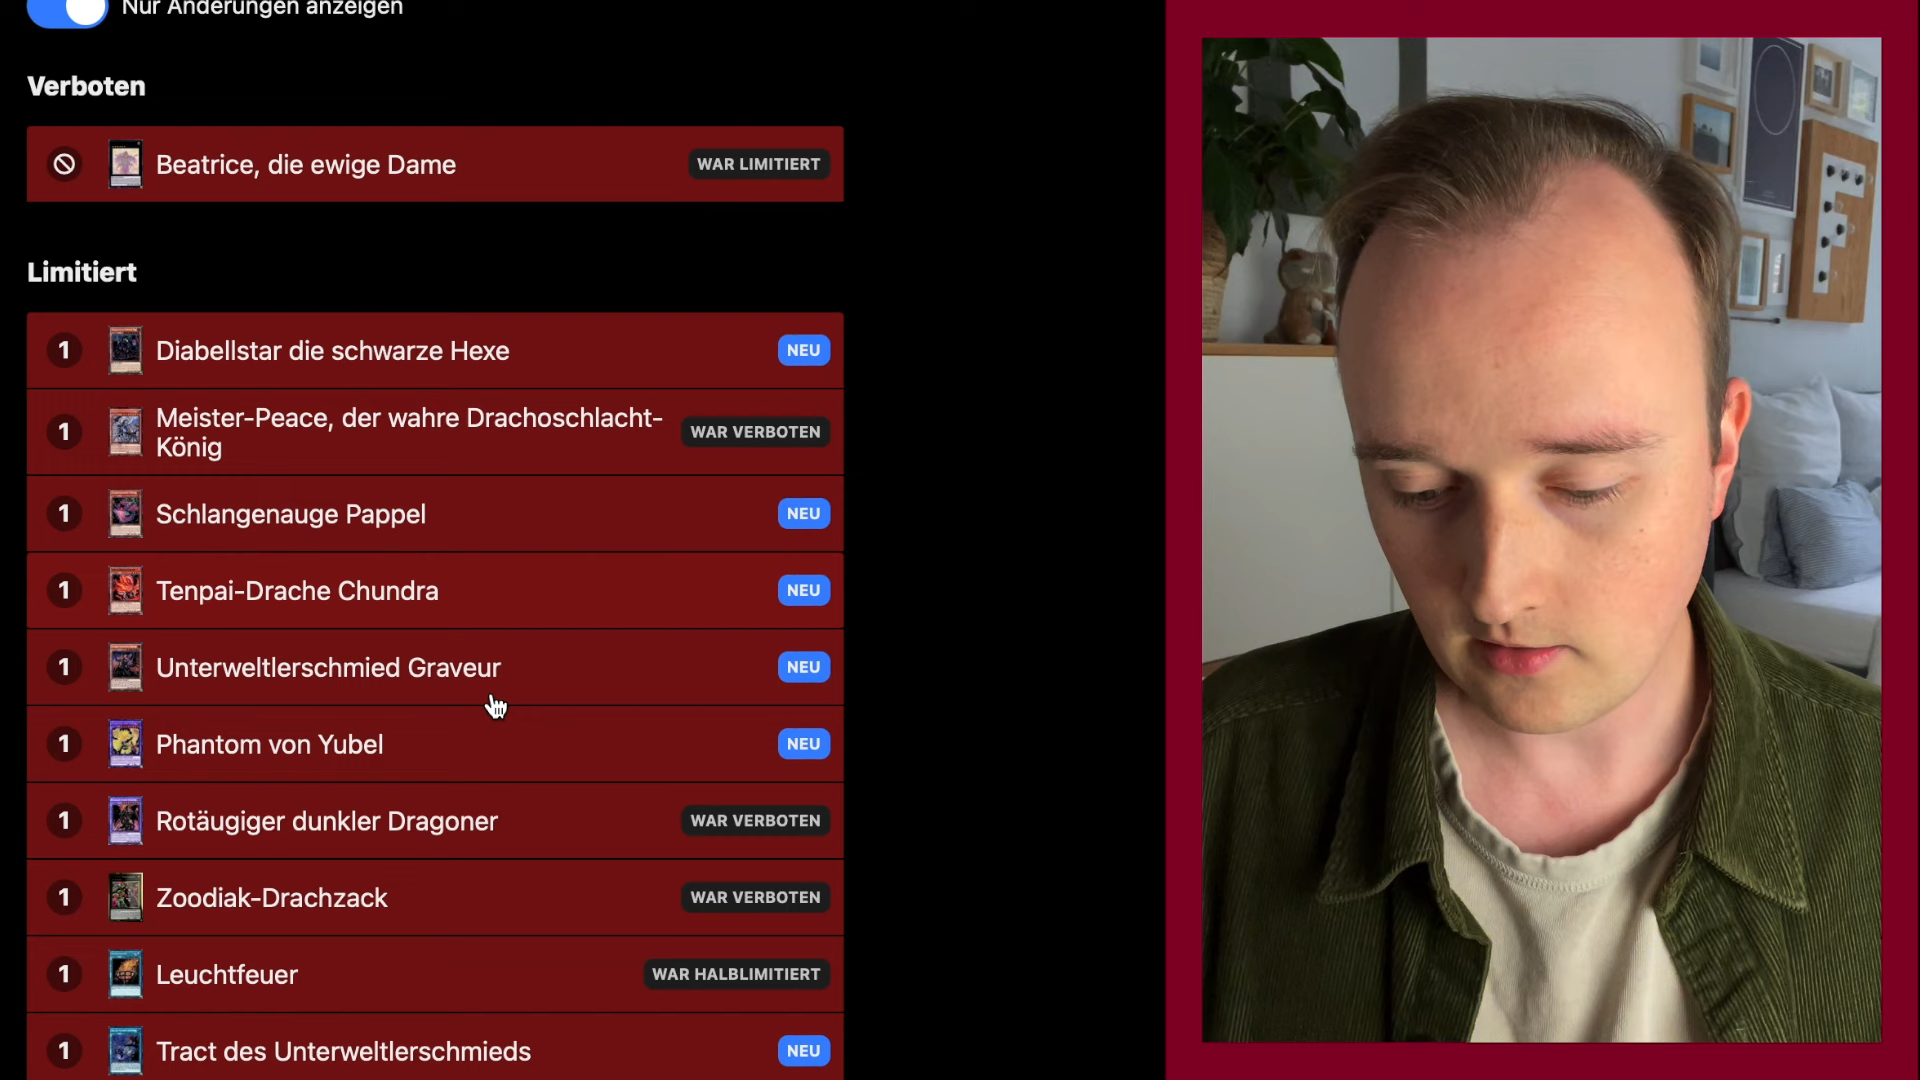 Nur Änderungen anzeigen
Verboten
Beatrice, die ewige Dame
WAR LIMITIERT
Limitiert
1
Diabellstar die schwarze Hexe
NEU
1
Meister-Peace, der wahre Drachoschlacht-
König
WAR VERBOTEN
1
Schlangenauge Pappel
NEU
1
Tenpai-Drache Chundra
NEU
1
Unterweltlerschmied Graveur
NEU
1
Phantom von Yubel
NEU
1
Rotäugiger dunkler Dragoner
WAR VERBOTEN
1
Zoodiak-Drachzack
WAR VERBOTEN
1
Leuchtfeuer
WAR HALBLIMITIERT
1
Tract des Unterweltlerschmieds
NEU